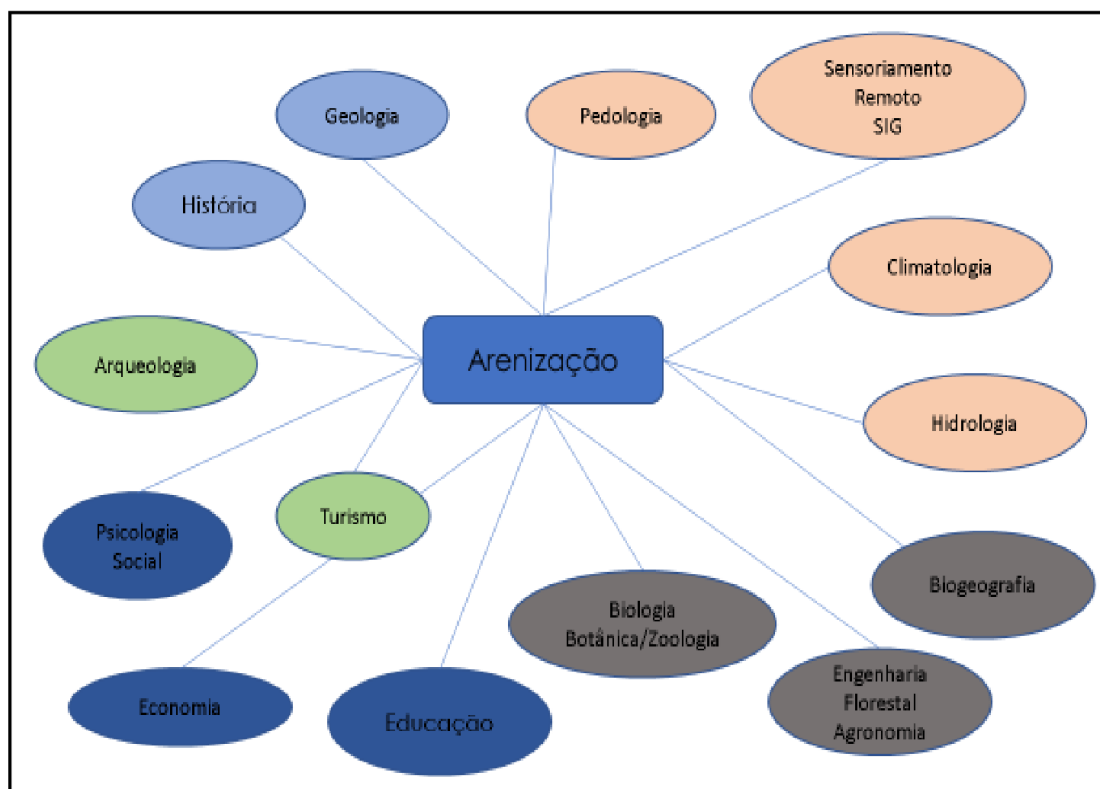 Sensoriamento
Remoto
SIG
Geologia
Pedologia
História
Climatologia
Arenização
Arqueologia
Hidrologia
Turismo
Psicologia
Social
Biogeografia
Biologia
Botânica/Zoologia
Engenharia
Florestal
Agronomia
Economia
Educação